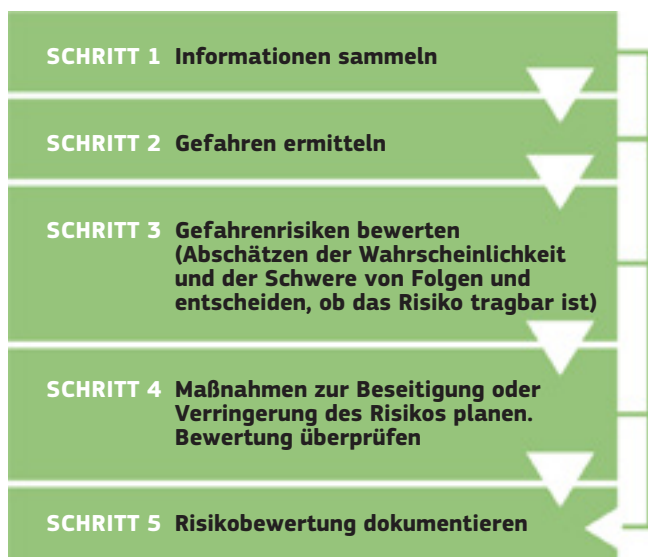 SCHRITT 1 Informationen sammeln
SCHRITT 2 Gefahren ermitteln
SCHRITT 3 Gefahrenrisiken bewerten
(Abschätzen der Wahrscheinlichkeit
und der Schwere von Folgen und
entscheiden, ob das Risiko tragbar ist)
SCHRITT 4 Maßnahmen zur Beseitigung oder
Verringerung des Risikos planen.
Bewertung überprüfen
SCHRITT 5 Risikobewertung dokumentieren